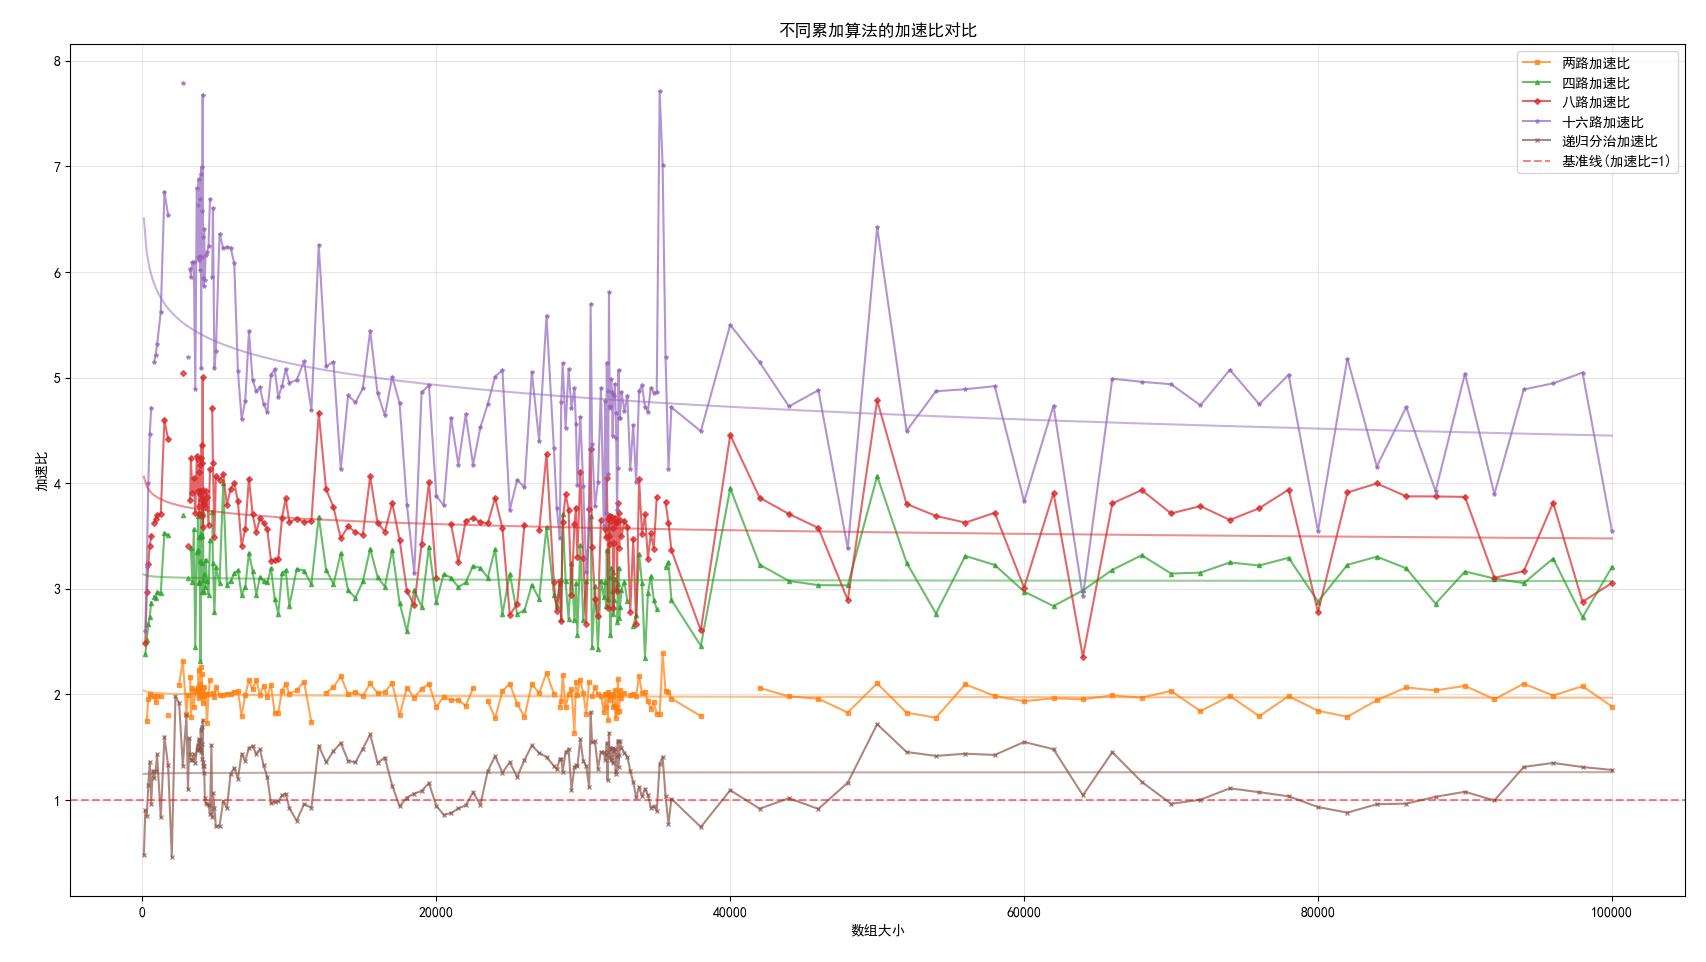 不同累加算法的加速比对比
加速比
8
7
6
5
4
3
2
1
两路加速比
四路加速比
八路加速比
十六路加速比
递归分治加速比
基准线(加速比=1)
0
20000
40000
60000
80000
100000
数组大小